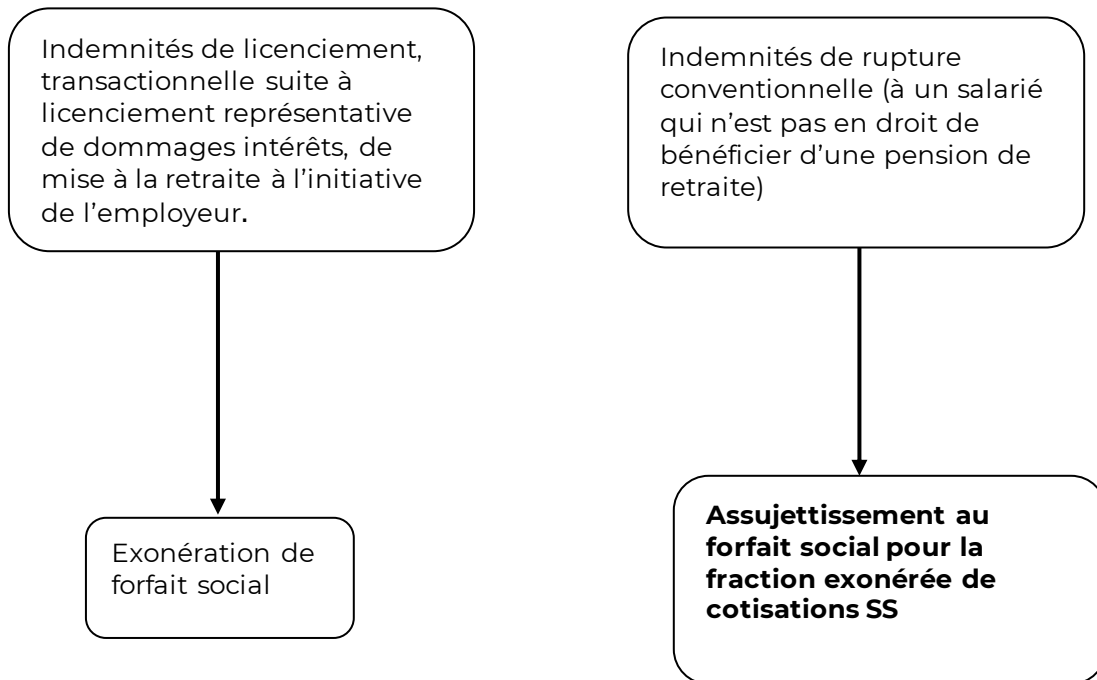 Indemnités de licenciement,
transactionnelle suite à
licenciement représentative
de dommages intérêts, de
mise à la retraite à l’initiative
de l’employeur.
Indemnités de rupture
conventionnelle (à un salarié
qui n’est pas en droit de
bénéficier d’une pension de
retraite)
Exonération de
forfait social
Assujettissement au
forfait social pour la
fraction exonérée de
cotisations SS